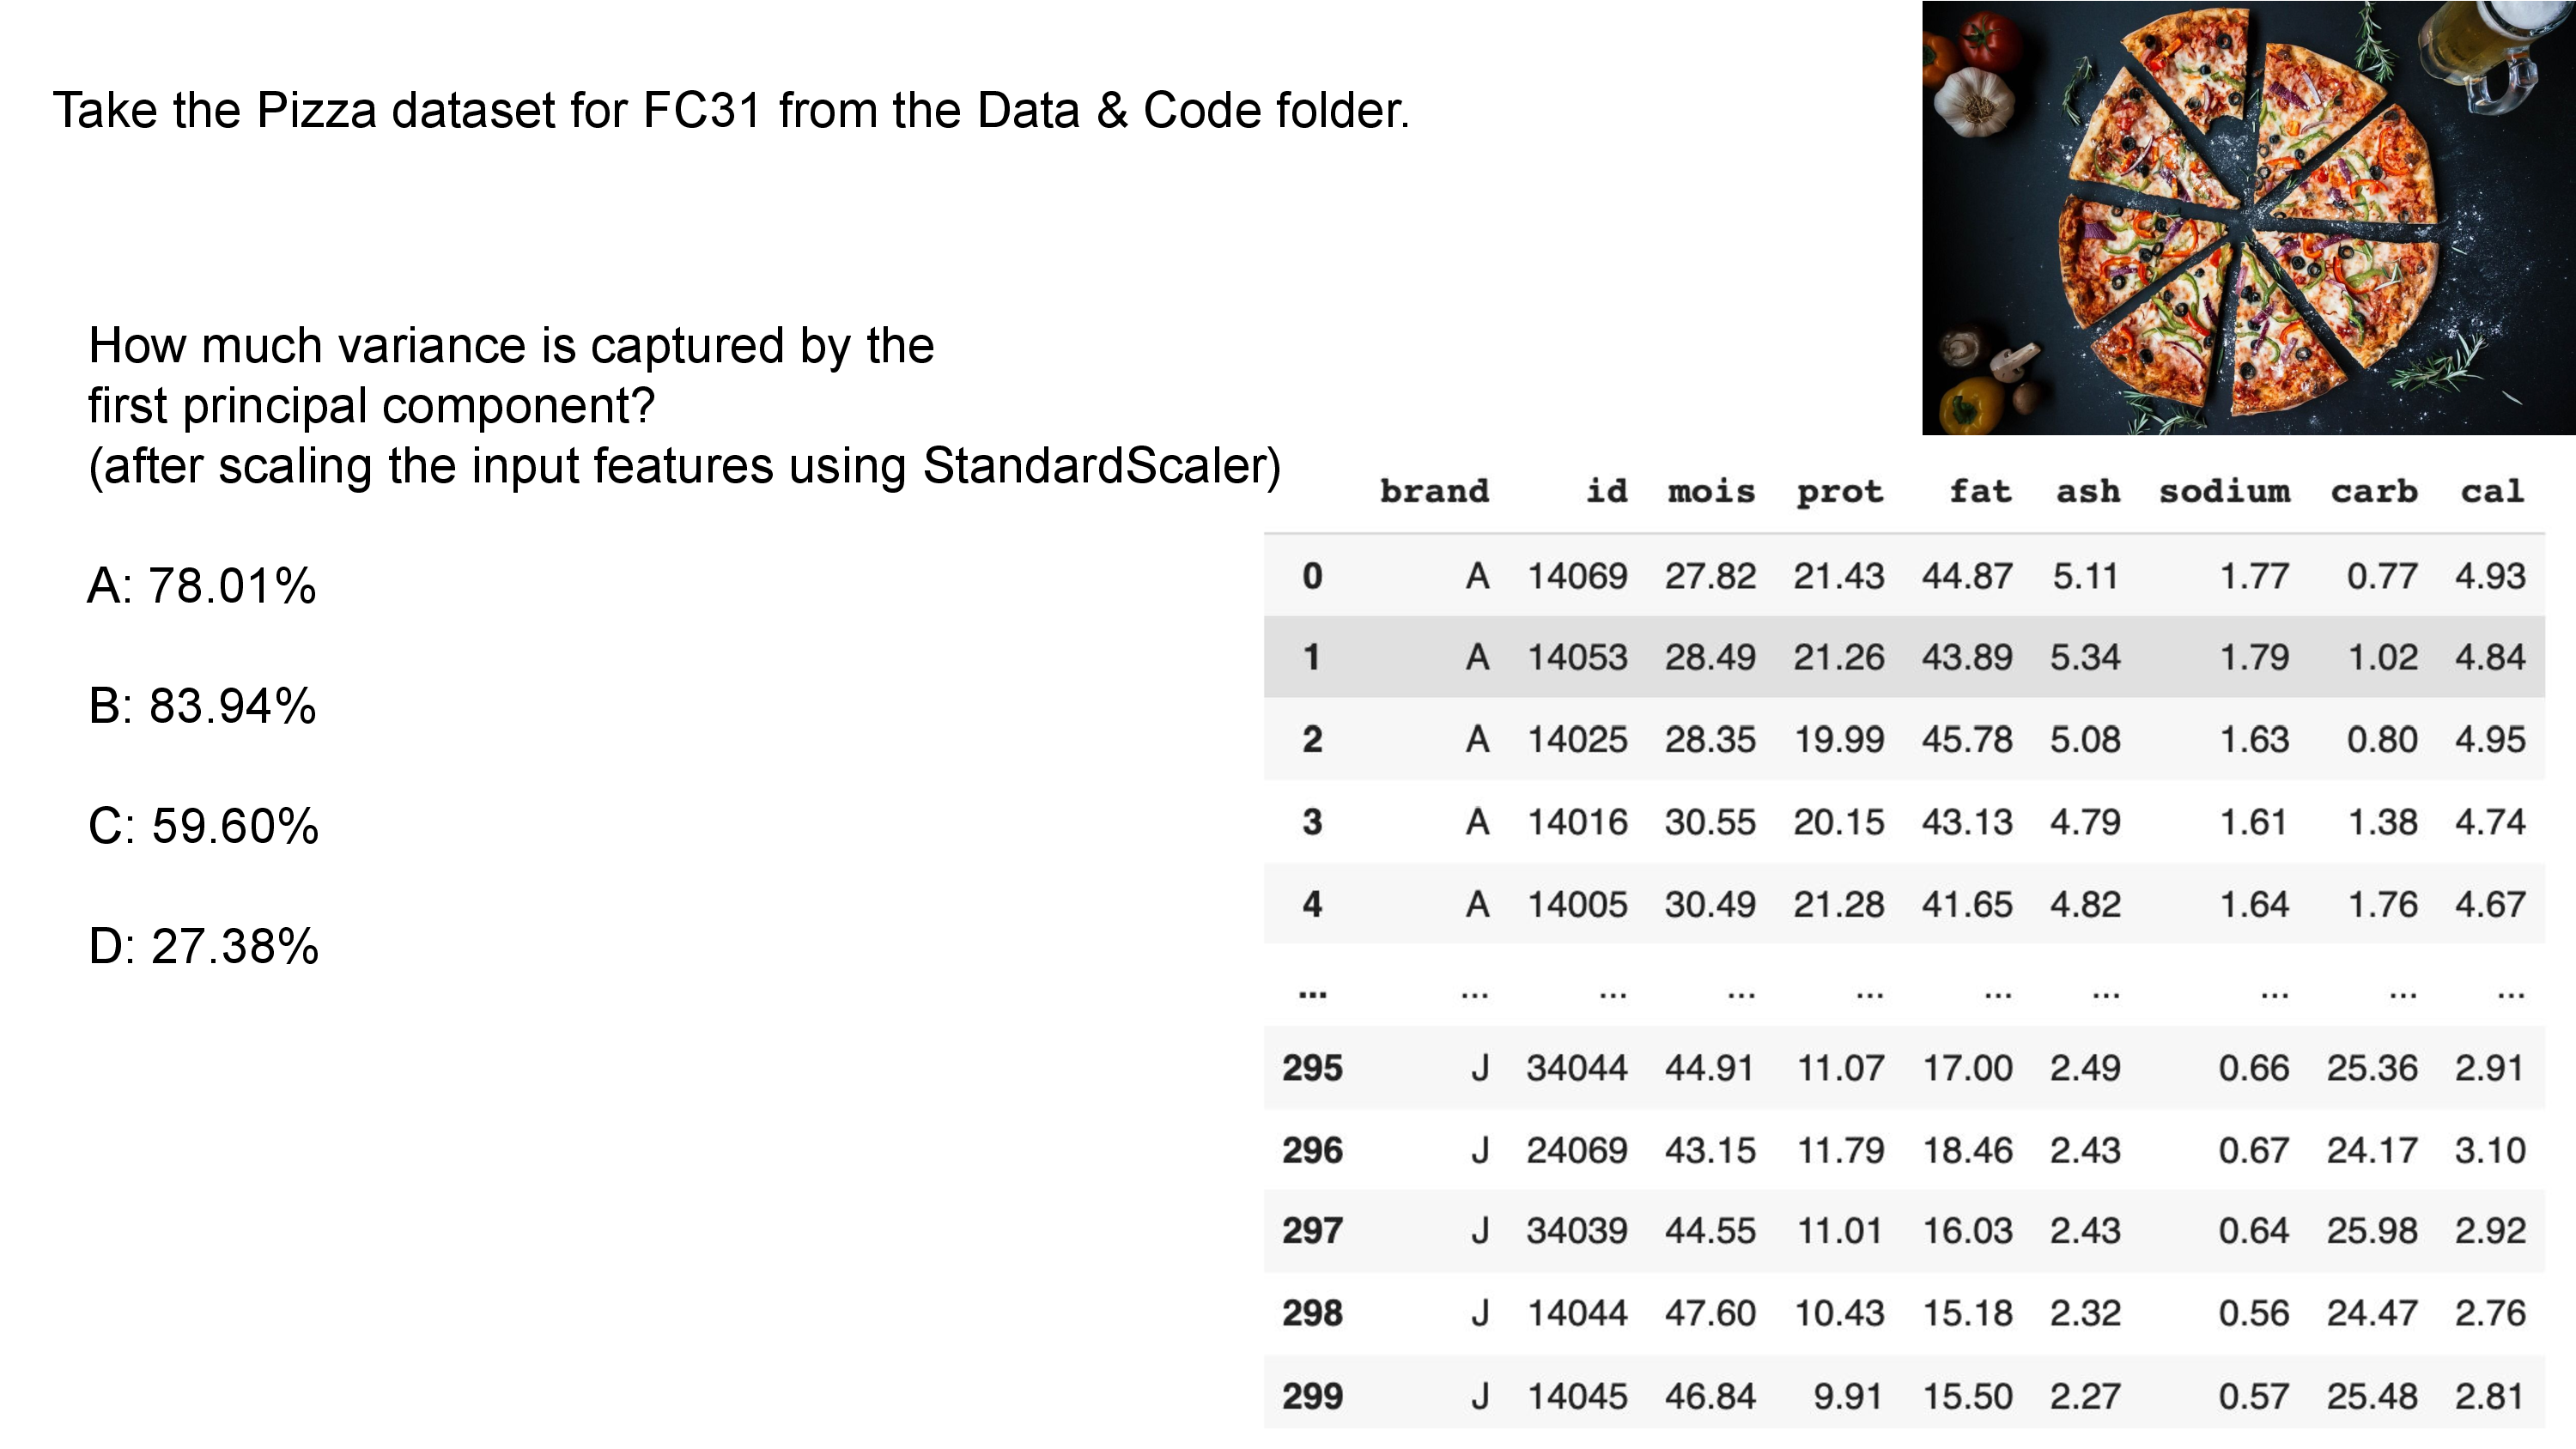 Take the Pizza dataset for FC31 from the Data & Code folder.
How much variance is captured by the
first principal component?
(after scaling the input features using StandardScaler)
A: 78.01%
B: 83.94%
C: 59.60%
D: 27.38%
brand id mois prot fat ash sodium carb cal
0 A 14069 27.82 21.43 44.87 5.11 1.77 0.77 4.93
1 A 14053 28.49 21.26 43.89 5.34 1.79 1.02 4.84
2 A 14025 28.35 19.99 45.78 5.08 1.63 0.80 4.95
3 A 14016 30.55 20.15 43.13 4.79 1.61 1.38 4.74
4 A 14005 30.49 21.28 41.65 4.82 1.64 1.76 4.67
... ... ... ... ... ... ... ... ... ...
295 J 34044 44.91 11.07 17.00 2.49 0.66 25.36 2.91
296 J 24069 43.15 11.79 18.46 2.43 0.67 24.17 3.10
297 J 34039 44.55 11.01 16.03 2.43 0.64 25.98 2.92
298 J 14044 47.60 10.43 15.18 2.32 0.56 24.47 2.76
299 J 14045 46.84 9.91 15.50 2.27 0.57 25.48 2.81